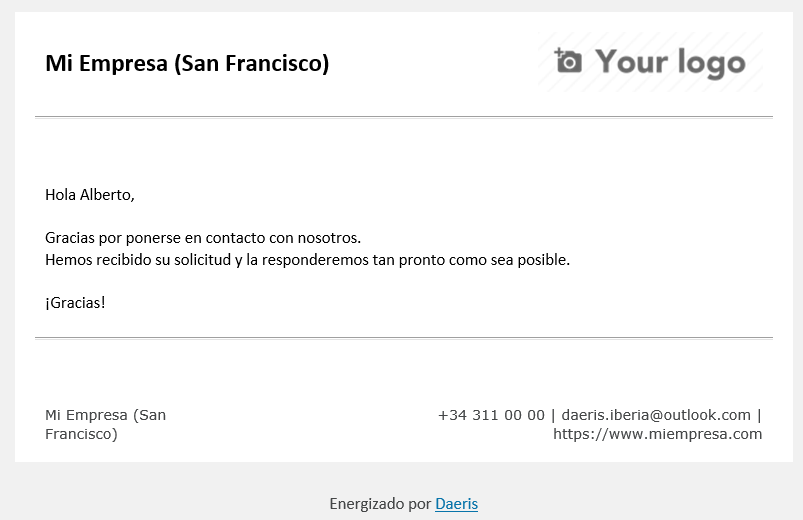 Mi Empresa (San Francisco)
Your logo
Hola Alberto,
Gracias por ponerse en contacto con nosotros.
Hemos recibido su solicitud y la responderemos tan pronto como sea posible.
¡Gracias!
Mi Empresa (San
Francisco)
+34 311 00 00 | daeris.iberia@outlook.com |
https://www.miempresa.com
Energizado por Daeris